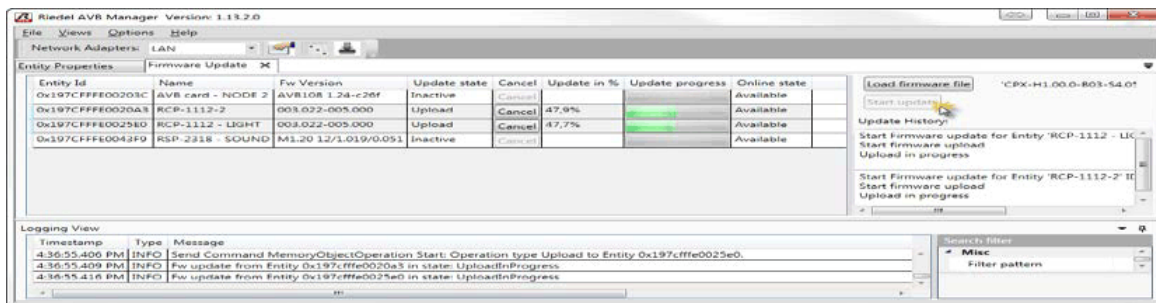 Riedel AVB Manager Version: 1.13.2.0
File Views Options Help
Network Adapters: LAN
Entity Properties Firmware Update
Entity Id Name Fw Version Update state Cancel Update in % Update progress Online state
0x197CFFFE00203C AVB card - NODE 2 AVB108 1.24-c26f Inactive Cancel Available
0x197CFFFE0020A3 RCP-1112-2 003.022-005.000 Upload Cancel 47,9% Available
0x197CFFFE0025E0 RCP-1112 - LIGHT 003.022-005.000 Upload Cancel 47,7% Available
0x197CFFFE0043F9 RSP-2318 - SOUND M1.20 12/1.019/0.051 Inactive Cancel Available
Load firmware file 'CPX-H1.00.0-B03-S4.05
Start update
Update History:
Start Firmware update for Entity 'RCP-1112 - LIG
Start firmware upload
Upload in progress
Start Firmware update for Entity 'RCP-1112-2' ID
Start firmware upload
Upload in progress
Logging View
Timestamp Type Message
4:36:55.406 PM INFO Send Command MemoryObjectOperation Start: Operation type Upload to Entity 0x197cfffe0025e0.
4:36:55.409 PM INFO Fw update from Entity 0x197cfffe0020a3 in state: UploadInProgress
4:36:55.416 PM INFO Fw update from Entity 0x197cfffe0025e0 in state: UploadInProgress
Search filter
Misc
Filter pattern